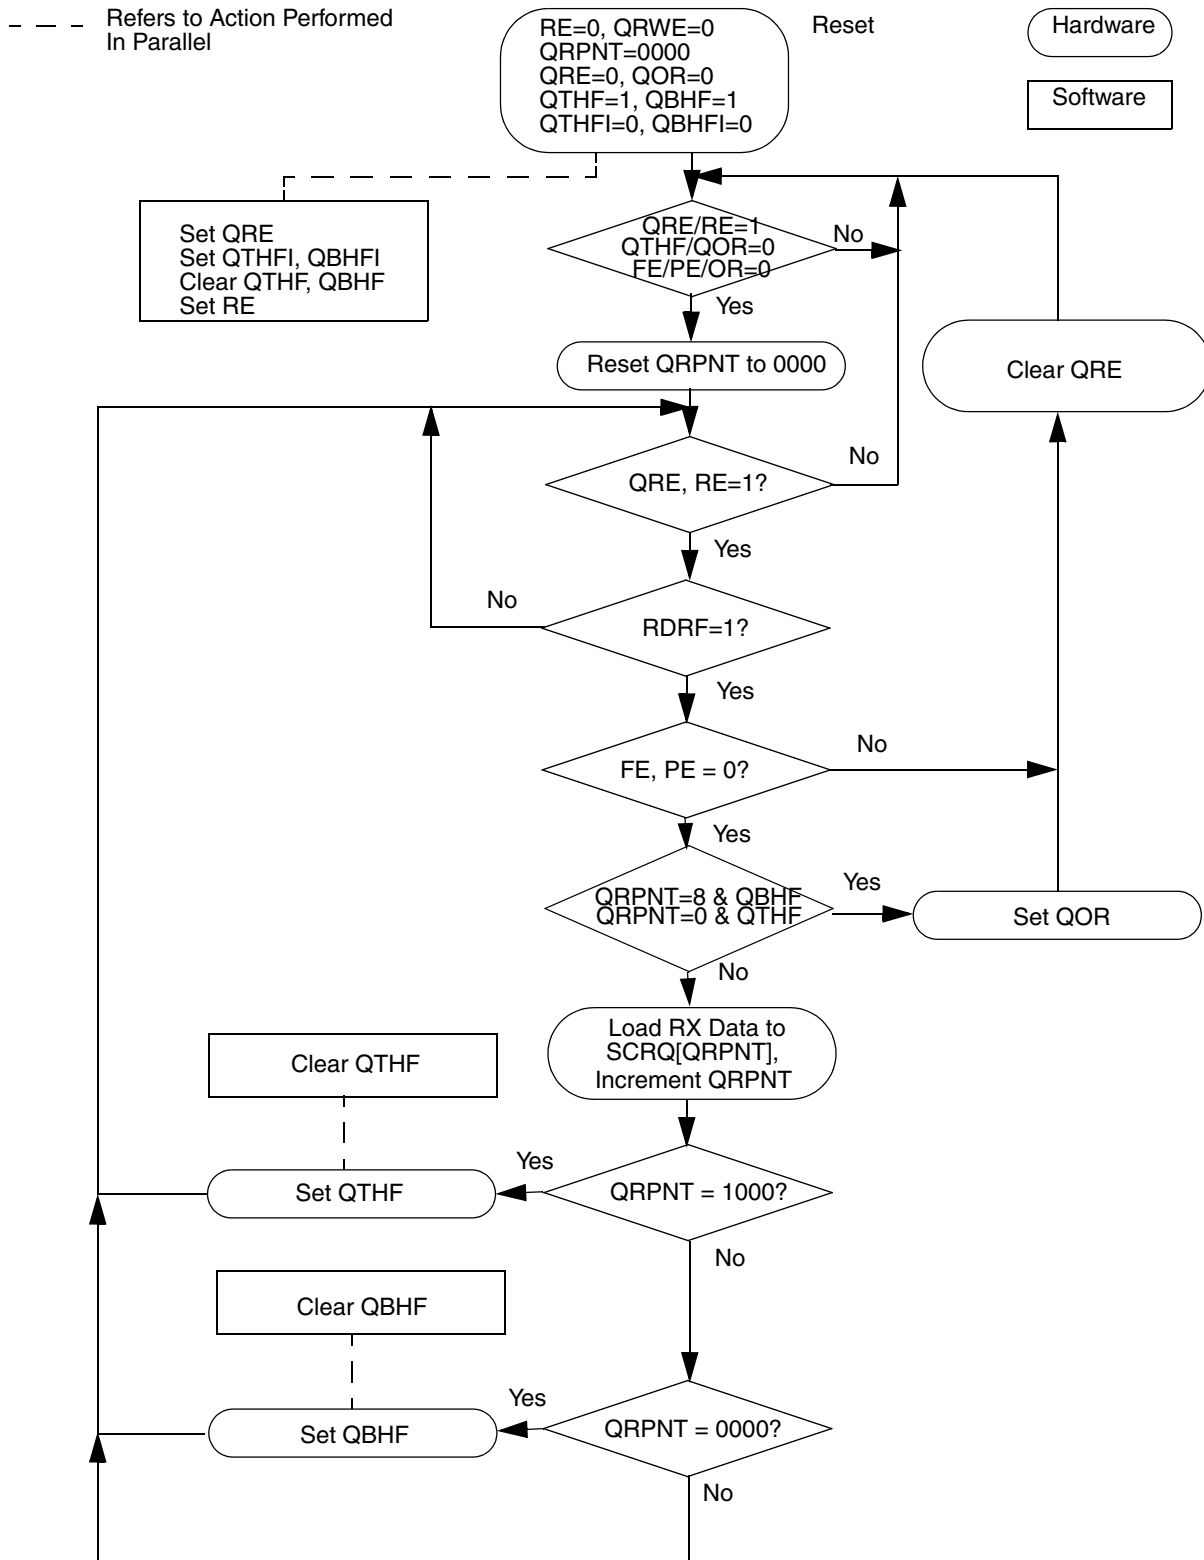 Refers to Action Performed
In Parallel
RE=0, QRWE=0
QRPNT=0000
QRE=0, QOR=0
QTHF=1, QBHF=1
QTHFI=0, QBHFI=0
Reset
Hardware
Software
Set QRE
Set QTHFI, QBHFI
Clear QTHF, QBHF
Set RE
QRE/RE=1
QTHF/QOR=0
FE/PE/OR=0
No
Yes
Reset QRPNT to 0000
Clear QRE
QRE, RE=1?
No
Yes
RDRF=1?
No
Yes
FE, PE = 0?
No
Yes
QRPNT=8 & QBHF
QRPNT=0 & QTHF
Yes
Set QOR
No
Load RX Data to
SCRQ[QRPNT],
Increment QRPNT
Clear QTHF
Set QTHF
Yes
QRPNT = 1000?
No
Clear QBHF
Set QBHF
Yes
QRPNT = 0000?
No